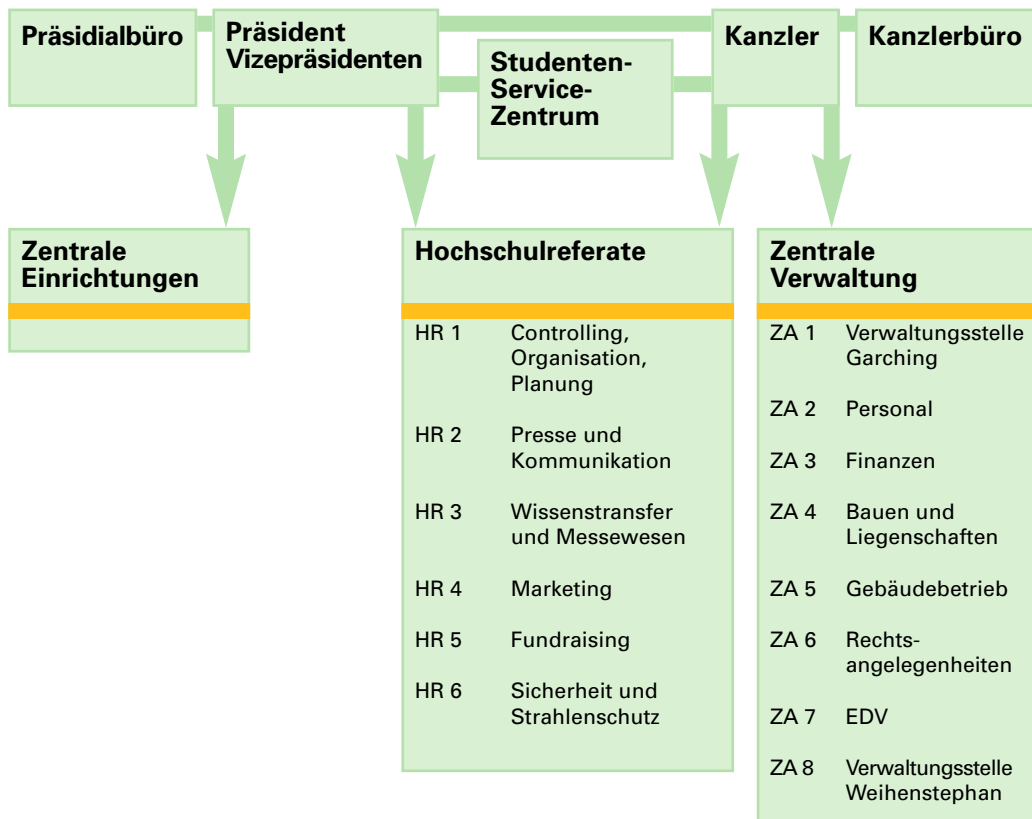 Präsidialbüro
Präsident
Vizepräsidenten
Studenten-
Service-
Zentrum
Kanzler
Kanzlerbüro
Zentrale
Einrichtungen
Hochschulreferate
HR 1 Controlling,
Organisation,
Planung
HR 2 Presse und
Kommunikation
HR 3 Wissenstransfer
und Messewesen
HR 4 Marketing
HR 5 Fundraising
HR 6 Sicherheit und
Strahlenschutz
Zentrale
Verwaltung
ZA 1 Verwaltungsstelle
Garching
ZA 2 Personal
ZA 3 Finanzen
ZA 4 Bauen und
Liegenschaften
ZA 5 Gebäudebetrieb
ZA 6 Rechts-
angelegenheiten
ZA 7 EDV
ZA 8 Verwaltungsstelle
Weihenstephan